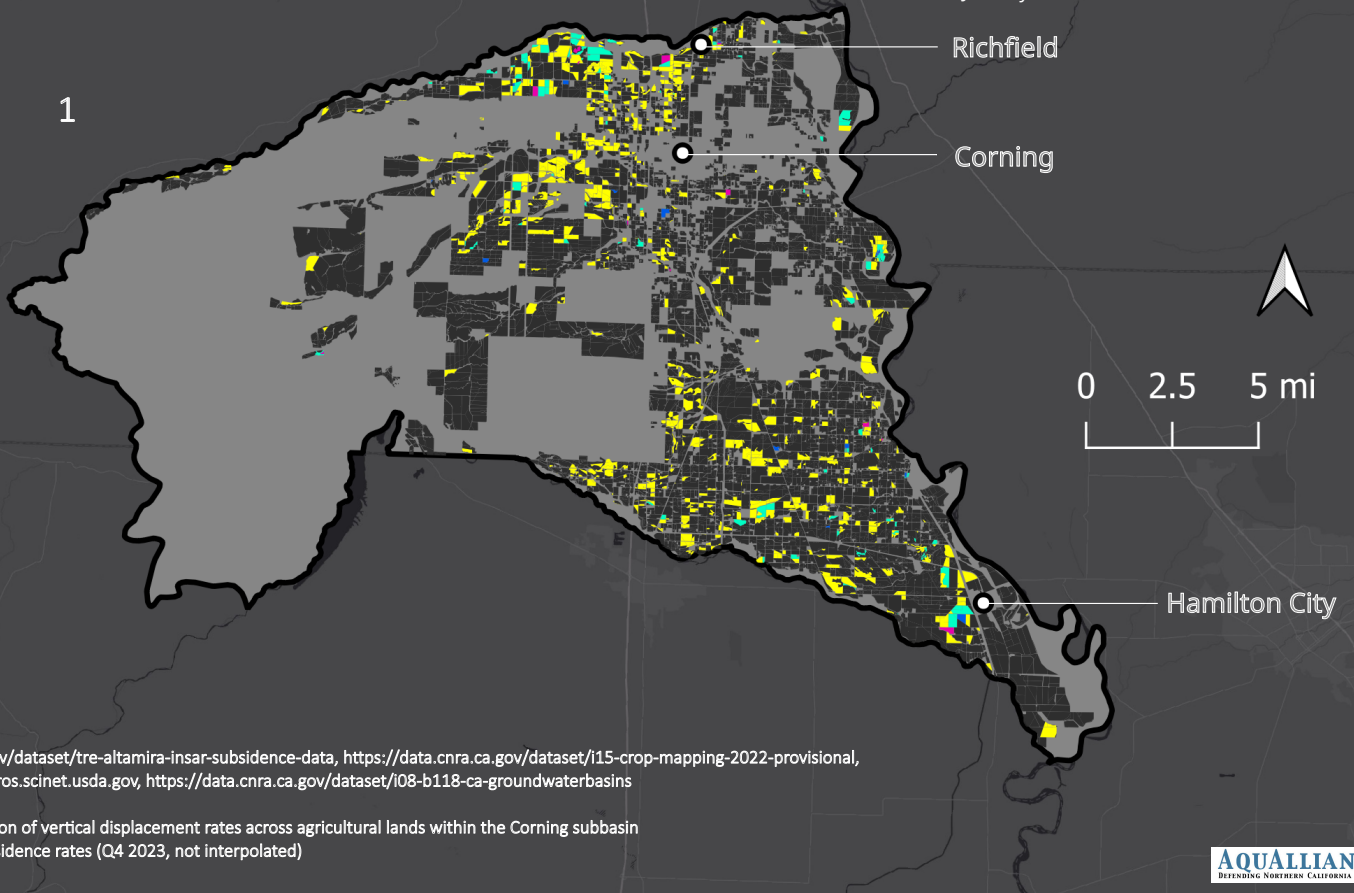 Richfield
1
Corning
0 2.5 5 mi
Hamilton City
v/dataset/tre-altamira-insar-subsidence-data, https://data.cnra.ca.gov/dataset/i15-crop-mapping-2022-provisional,
ros.scinet.usda.gov, https://data.cnra.ca.gov/dataset/i08-b118-ca-groundwaterbasins
on of vertical displacement rates across agricultural lands within the Corning subbasin
sidence rates (Q4 2023, not interpolated)
AQUALLIAN
DEFENDING NORTHERN CALIFORNIA